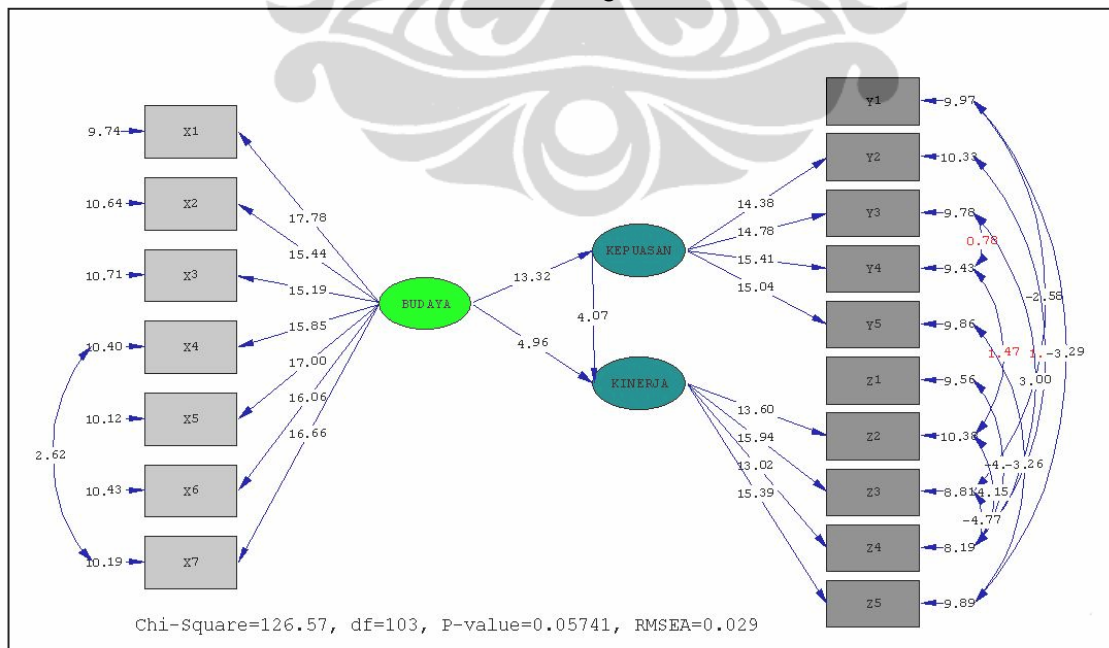 9.74 X1
10.64 X2
10.71 X3
10.40 X4
10.12 X5
10.43 X6
10.19 X7
2.62
17.78
15.44
15.19
15.85
17.00
16.06
16.66
BUDAYA
13.32
4.96
KEPUASAN
4.07
KINERJA
14.38
14.78
15.41
15.04
13.60
15.94
13.02
15.39
Y1 9.97
Y2 10.33
Y3 9.78
Y4 9.43
Y5 9.86
Z1 9.56
Z2 10.38
Z3 8.81
Z4 8.19
Z5 9.89
0.78
-2.58
1.47
-3.29
3.00
-3.26
-4.77
Chi-Square=126.57, df=103, P-value=0.05741, RMSEA=0.029